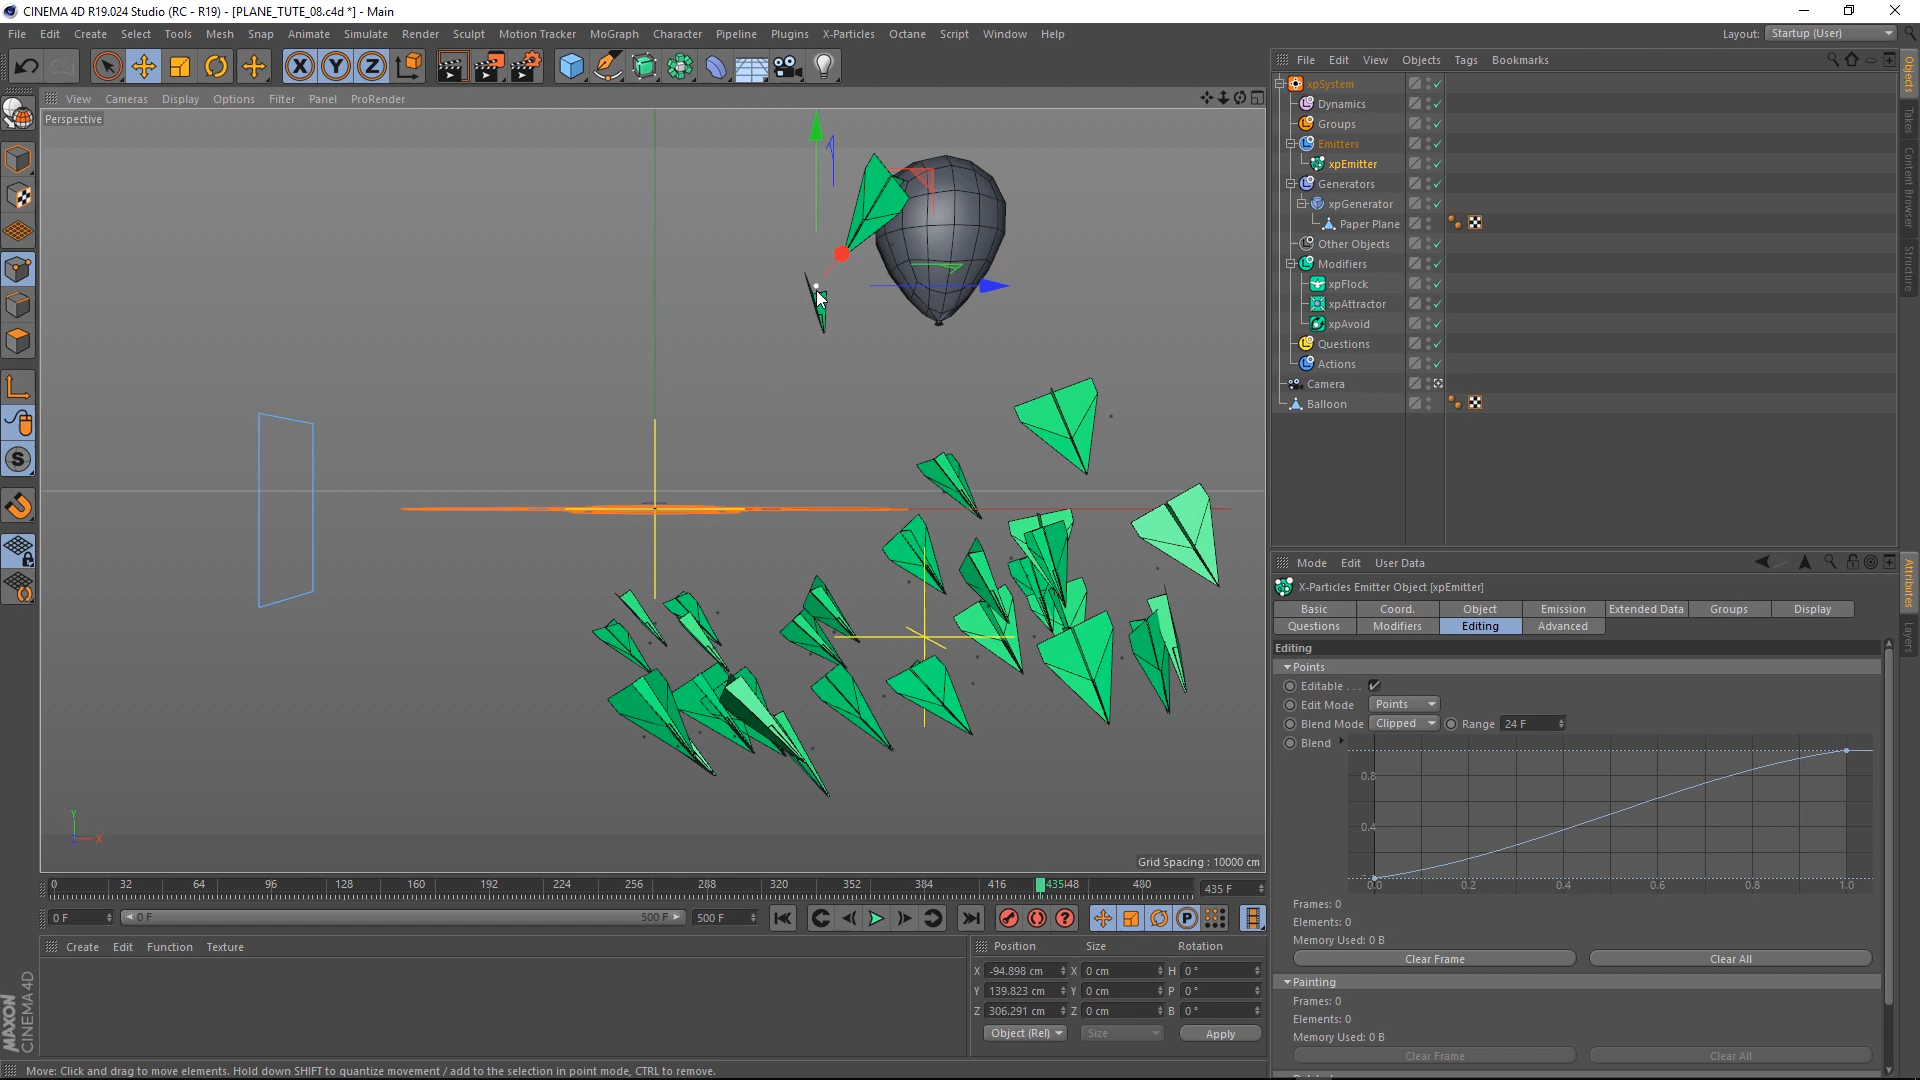 CINEMA 4D R19.024 Studio (RC - R19) - [PLANE_TUTE_08.c4d *] - Main
File Edit Create Select Tools Mesh Snap Animate Simulate Render Sculpt Motion Tracker MoGraph Character Pipeline Plugins X-Particles Octane Script Window Help
Layout: Startup (User)
View Cameras Display Options Filter Panel ProRender
Perspective
File Edit View Objects Tags Bookmarks
xpSystem
Dynamics
Groups
Emitters
xpEmitter
Generators
xpGenerator
Paper Plane
Other Objects
Modifiers
xpFlock
xpAttractor
xpAvoid
Questions
Actions
Camera
Balloon
Objects
Takes
Content Browser
Structure
Mode Edit User Data
X-Particles Emitter Object [xpEmitter]
Basic Coord. Object Emission Extended Data Groups Display
Questions Modifiers Editing Advanced
Editing
Points
Editable . . .
Edit Mode Points
Blend Mode Clipped Range 24 F
Blend
0.8
0.4
0.0 0.2 0.4 0.6 0.8 1.0
Frames: 0
Elements: 0
Memory Used: 0 B
Clear Frame Clear All
Painting
Frames: 0
Elements: 0
Memory Used: 0 B
Clear Frame Clear All
Attributes
Layers
Y
X
Grid Spacing : 10000 cm
0 32 64 96 128 160 192 224 256 288 320 352 384 416 435 448 480 435 F
0 F 0 F 500 F 500 F
Create Edit Function Texture
Position Size Rotation
X -94.898 cm X 0 cm H 0 °
Y 139.823 cm Y 0 cm P 0 °
Z 306.291 cm Z 0 cm B 0 °
Object (Rel) Size Apply
MAXON
CINEMA 4D
Move: Click and drag to move elements. Hold down SHIFT to quantize movement / add to the selection in point mode, CTRL to remove.